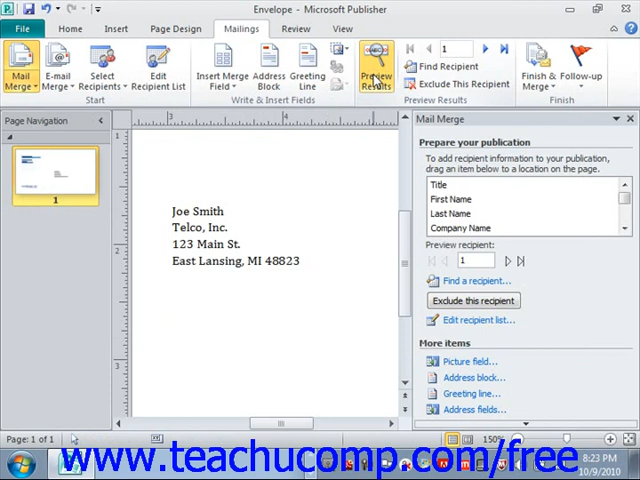 Envelope - Microsoft Publisher
File Home Insert Page Design Mailings Review View
Mail Merge
E-mail Merge
Select Recipients
Edit Recipient List
Start
Insert Merge Field
Address Block
Greeting Line
Write & Insert Fields
Preview Results
1
Find Recipient
Exclude This Recipient
Preview Results
Finish & Merge
Follow-up
Finish
Page Navigation
1
3 4
1
2
3
Joe Smith
Telco, Inc.
123 Main St.
East Lansing, MI 48823
Mail Merge
Prepare your publication
To add recipient information to your publication,
drag an item below to a location on the page.
Title
First Name
Last Name
Company Name
Preview recipient:
1
Find a recipient...
Exclude this recipient
Edit recipient list...
More items
Picture field...
Address block...
Greeting line...
Address fields...
Page: 1 of 1
150%
www.teachucomp.com/free
8:23 PM
10/9/2010